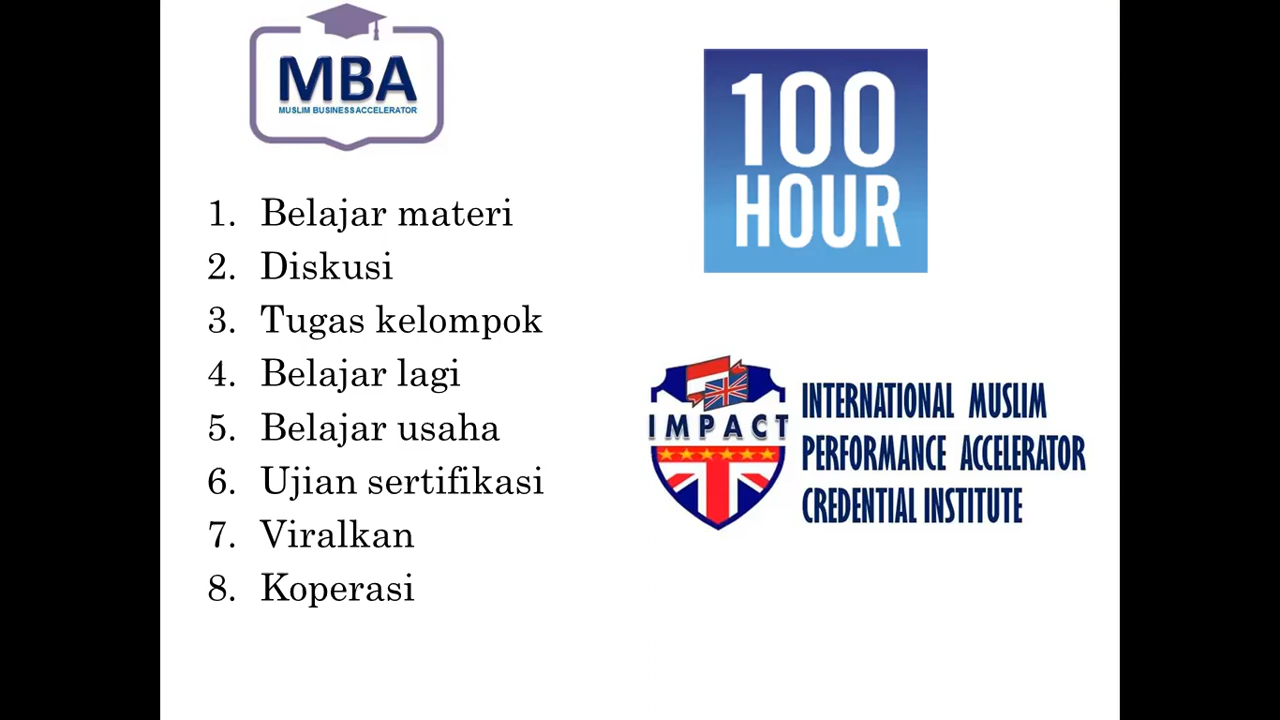 MBA
MUSLIM BUSINESS ACCELERATOR
1. Belajar materi
2. Diskusi
3. Tugas kelompok
4. Belajar lagi
5. Belajar usaha
6. Ujian sertifikasi
7. Viralkan
8. Koperasi
100
HOUR
IMPACT
INTERNATIONAL MUSLIM
PERFORMANCE ACCELERATOR
CREDENTIAL INSTITUTE